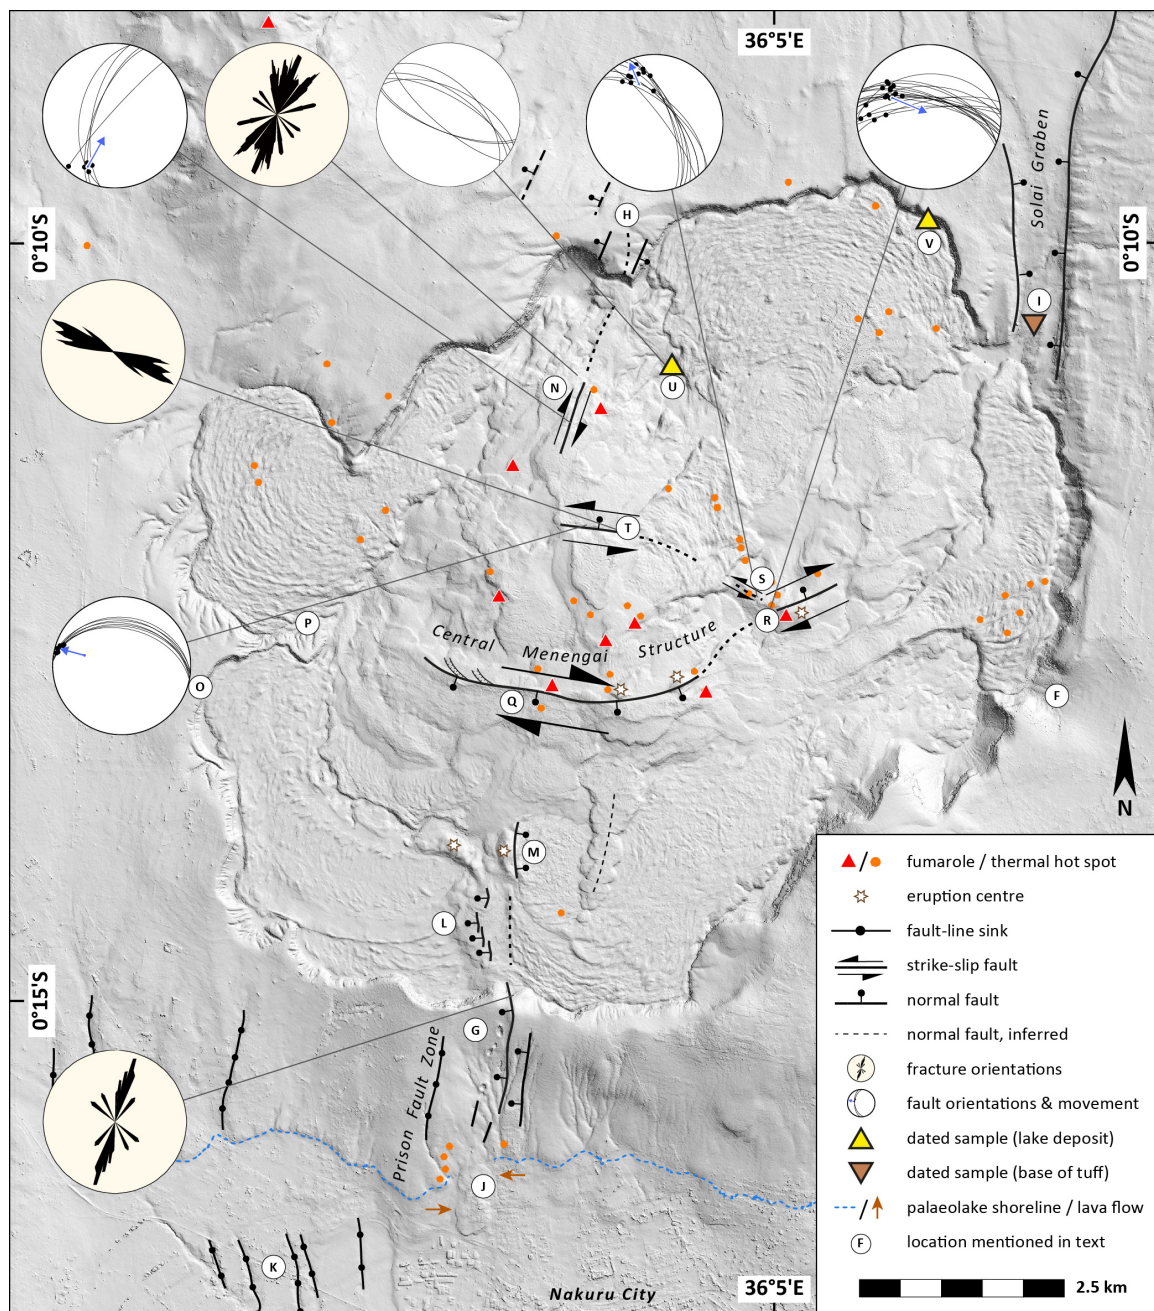 36°5'E
Solai Graben
H
V
0°10'S
0°10'S
I
N
U
T
S
P
R
Central Menengai Structure
O
Q
F
N
M
L
0°15'S
G
Prison Fault Zone
J
K
Nakuru City
36°5'E
fumarole / thermal hot spot
eruption centre
fault-line sink
strike-slip fault
normal fault
normal fault, inferred
fracture orientations
fault orientations & movement
dated sample (lake deposit)
dated sample (base of tuff)
palaeolake shoreline / lava flow
F location mentioned in text
2.5 km